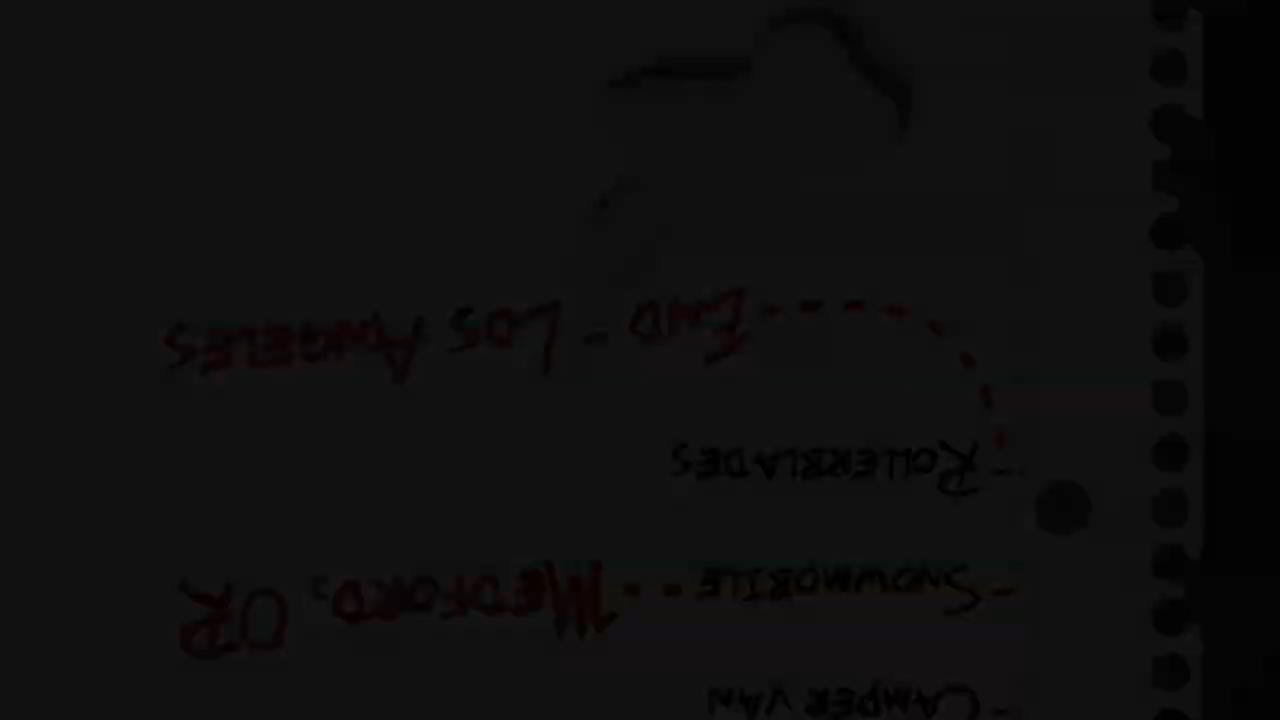 - CAMPER VAN
- SNOWMOBILE - - MEDFORD, OR
- ROLLERBLADES
END - LOS ANGELES